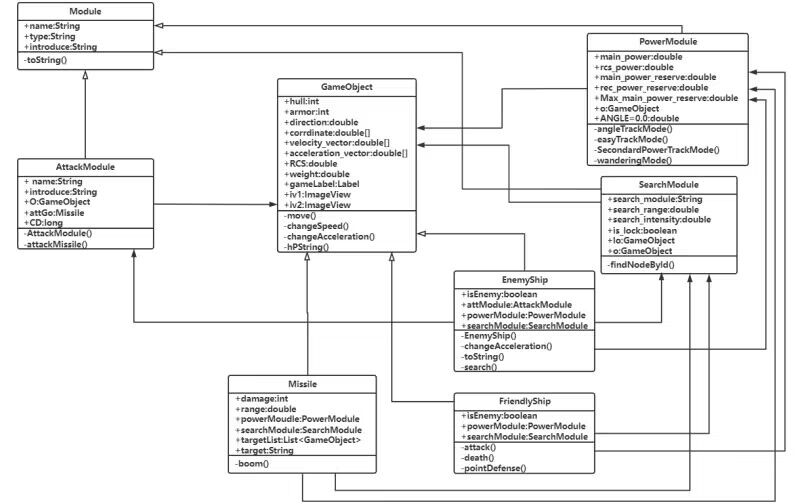 Module
+name:String
+type:String
+introduce:String
-toString()
PowerModule
+main_power:double
+rcs_power:double
+main_power_reserve:double
+rec_power_reserve:double
+Max_main_power_reserve:double
+o:GameObject
+ANGLE=0.0:double
-angleTrackMode()
-easyTrackMode()
-SecondardPowerTrackMode()
-wanderingMode()
GameObject
+hull:int
+armor:int
+direction:double
+corrdinate:double[]
+velocity_vector:double[]
+acceleration_vector:double[]
+RCS:double
+weight:double
+gameLabel:Label
+iv1:ImageView
+iv2:ImageView
-move()
-changeSpeed()
-changeAcceleration()
-hPString()
AttackModule
+ name:String
+introduce:String
+O:GameObject
+attGo:Missile
+CD:long
-AttackModule()
-attackMissile()
SearchModule
+search_module:String
+search_range:double
+search_intensity:double
+is_lock:boolean
+lo:GameObject
+o:GameObject
-findNodeById()
EnemyShip
+isEnemy:boolean
+attModule:AttackModule
+powerModule:PowerModule
+searchModule:SearchModule
-EnemyShip()
-changeAcceleration()
-toString()
-search()
Missile
+damage:int
+range:double
+powerMoudle:PowerModule
+searchModule:SearchModule
+targetList:List<GameObject>
+target:String
-boom()
FriendlyShip
+isEnemy:boolean
+powerModule:PowerModule
+searchModule:SearchModule
-attack()
-death()
-pointDefense()